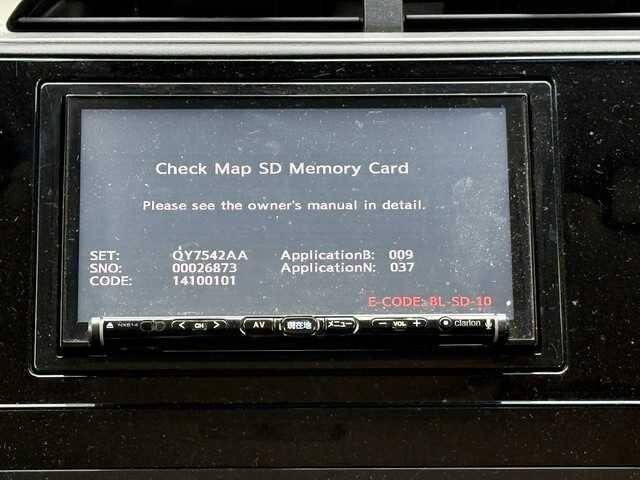 Check Map SD Memory Card
Please see the owner's manual in detail.
SET: QY7542AA ApplicationB: 009
SNO: 00026873 ApplicationN: 037
CODE: 14100101
E-CODE: BL-SD-10
NX614 < CH > AV 現在地 メニュー − VOL + clarion